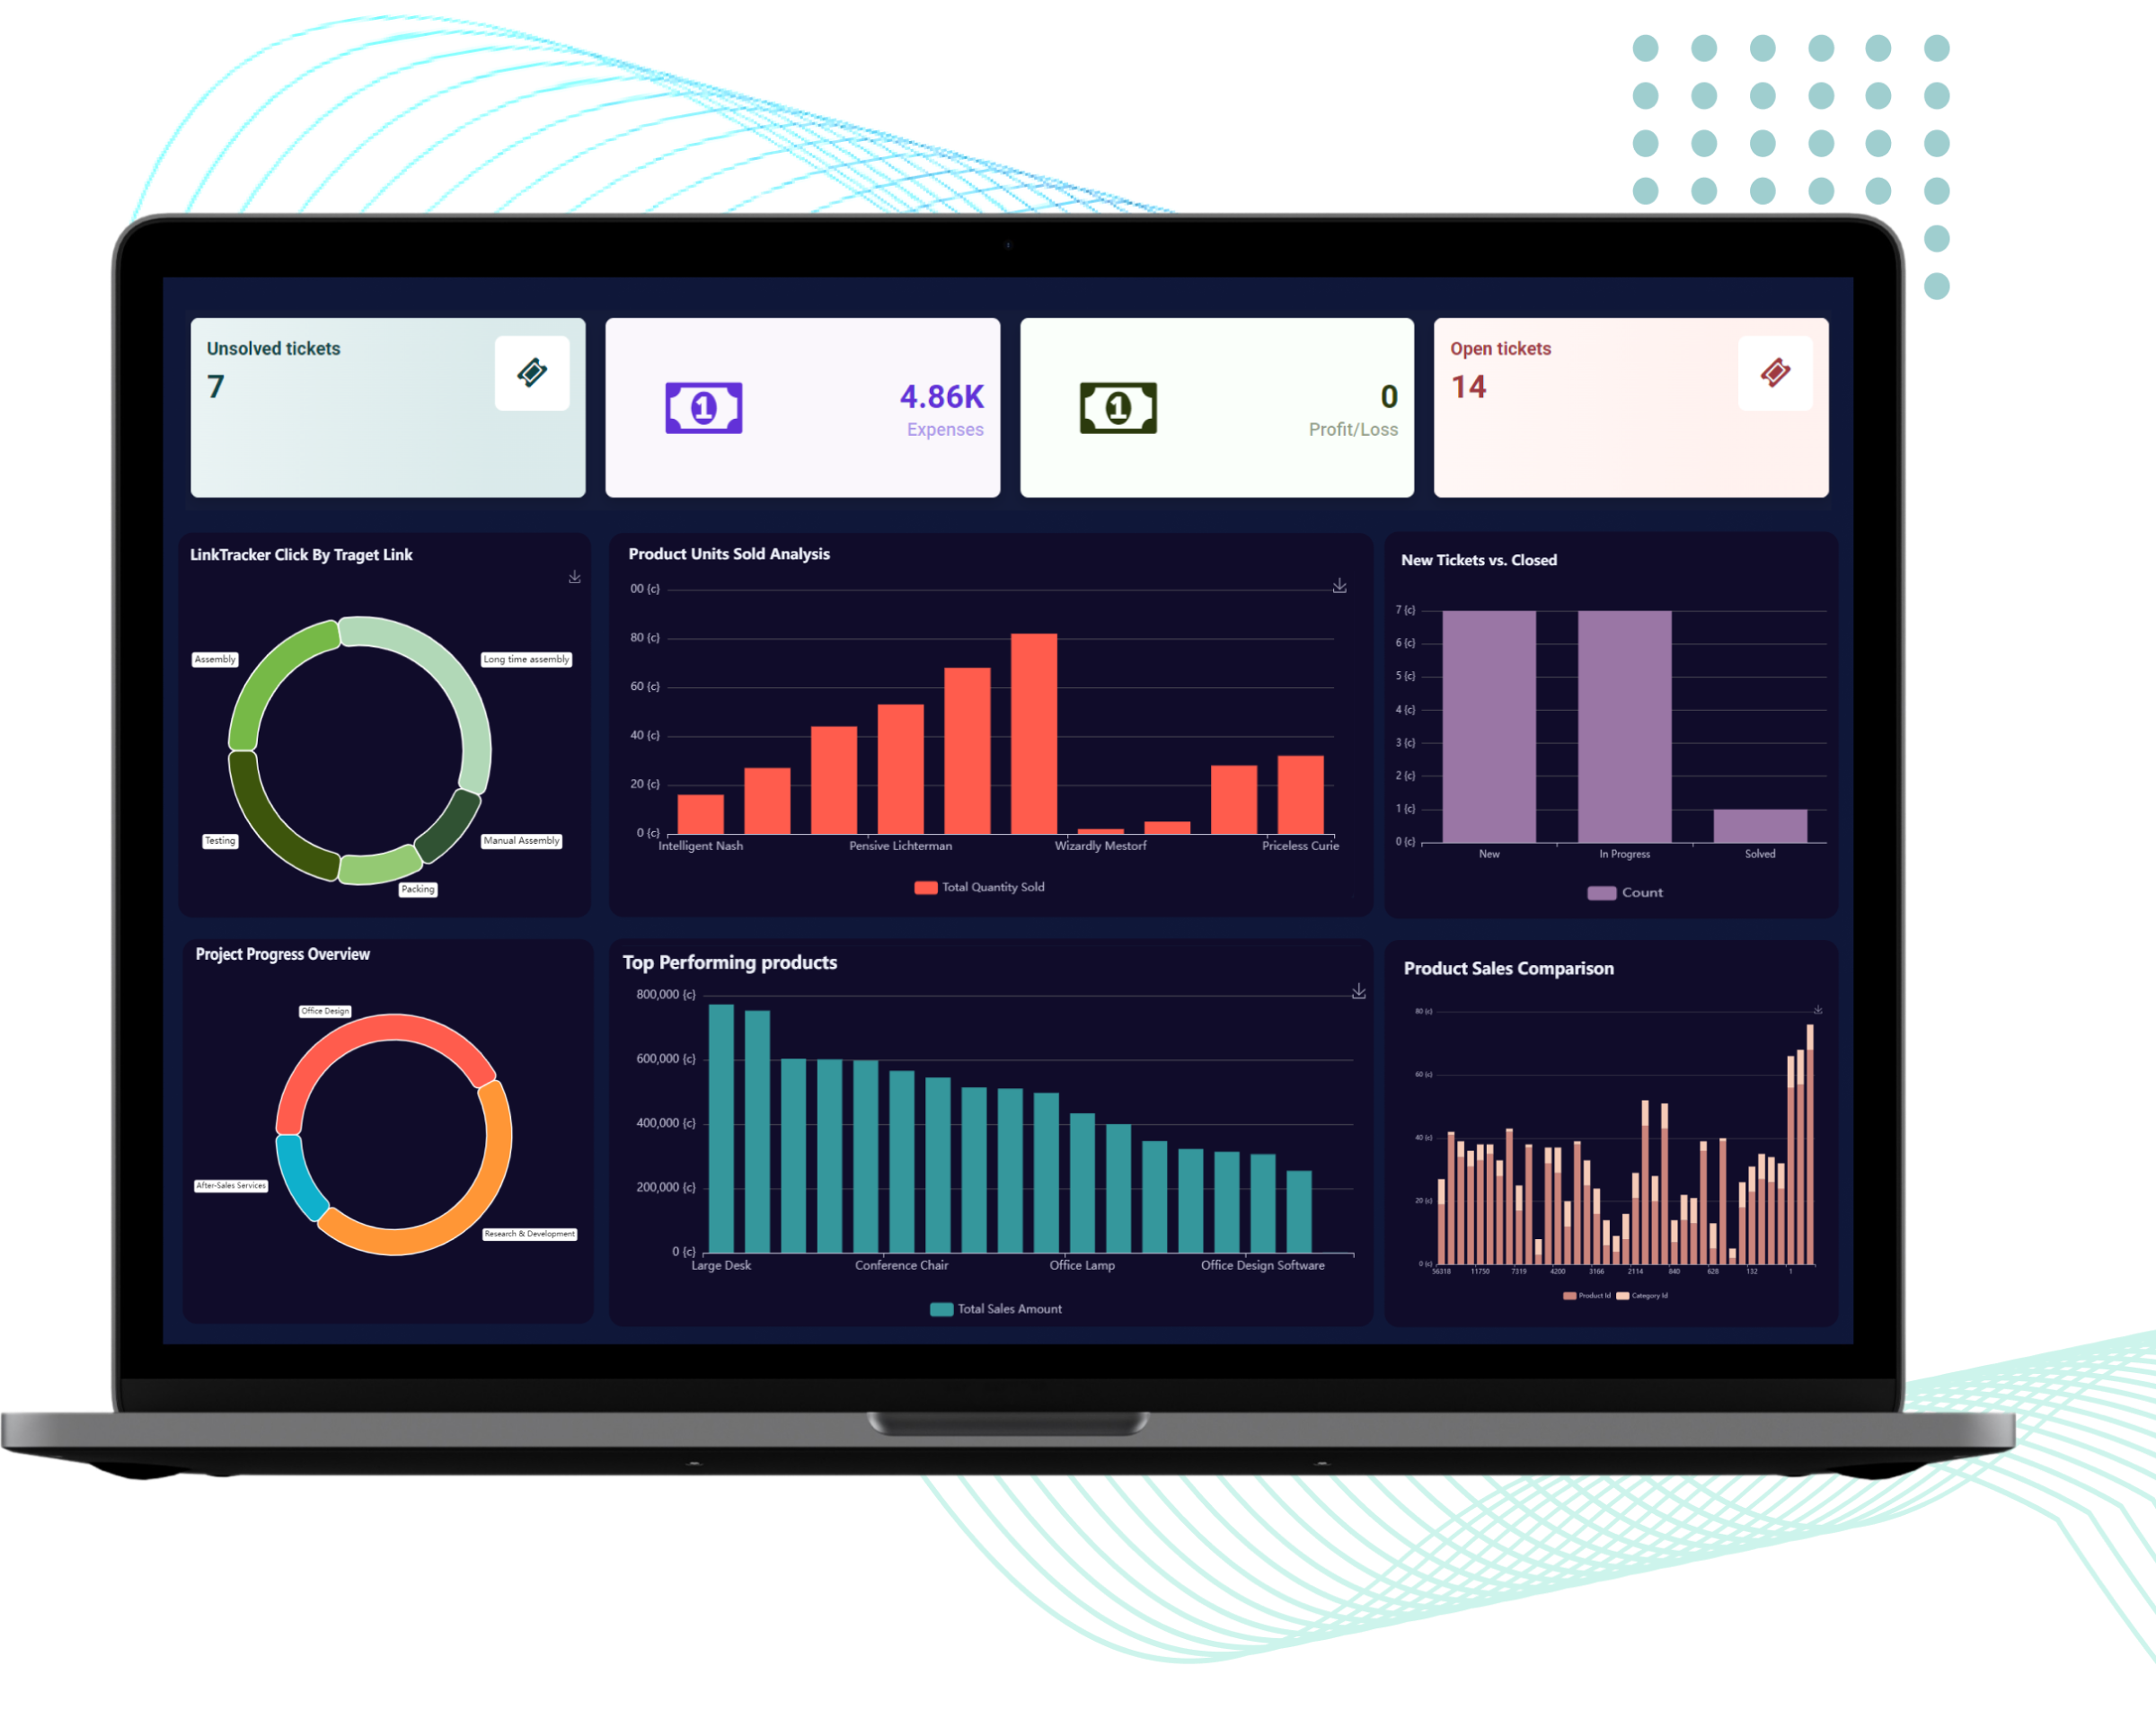 Unsolved tickets
7
4.86K
Expenses
0
Profit/Loss
Open tickets
14
LinkTracker Click By Traget Link
Assembly
Long time assembly
Testing
Manual Assembly
Packing
Product Units Sold Analysis
00 {c}
80 {c}
60 {c}
40 {c}
20 {c}
0 {c}
Intelligent Nash
Pensive Lichterman
Wizardly Mestorf
Priceless Curie
Total Quantity Sold
New Tickets vs. Closed
7 {c}
6 {c}
5 {c}
4 {c}
3 {c}
2 {c}
1 {c}
0 {c}
New
In Progress
Solved
Count
Project Progress Overview
Office Design
After-Sales Services
Research & Development
Top Performing products
800,000 {c}
600,000 {c}
400,000 {c}
200,000 {c}
0 {c}
Large Desk
Conference Chair
Office Lamp
Office Design Software
Total Sales Amount
Product Sales Comparison
80 {c}
60 {c}
40 {c}
20 {c}
0 {c}
56318
11750
7319
4200
3166
2114
840
628
132
1
Product Id
Category Id